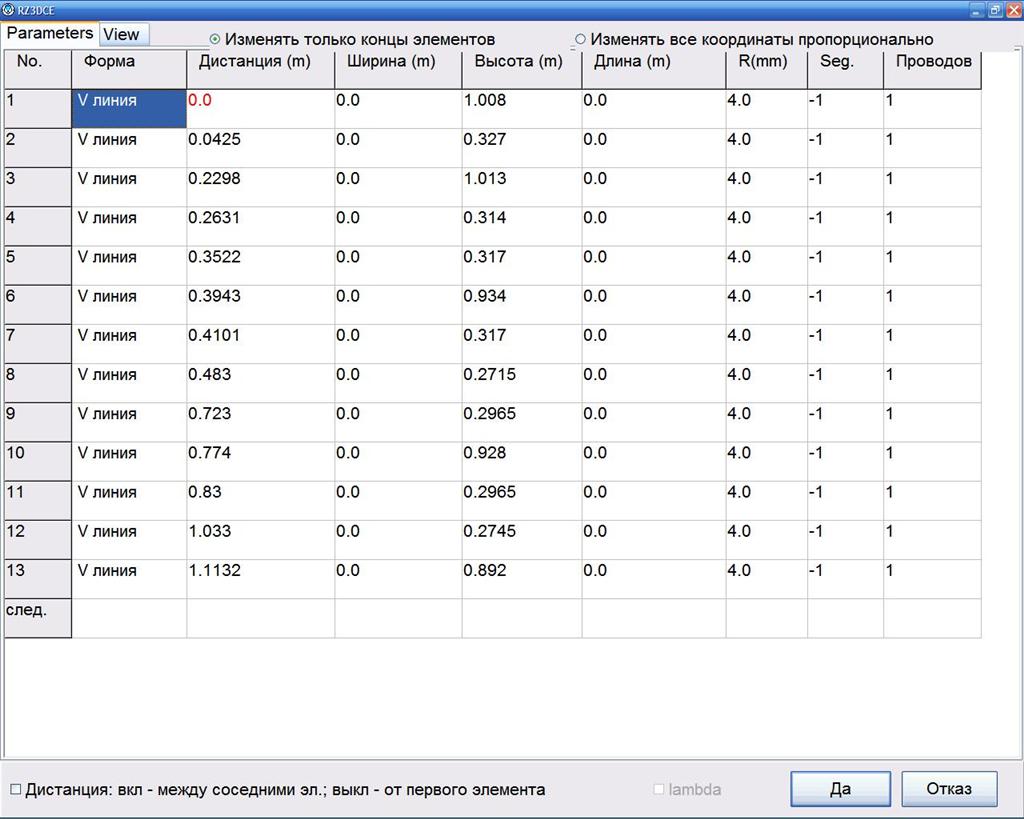 RZ3DCE
Parameters View
Изменять только концы элементов Изменять все координаты пропорционально
No. Форма Дистанция (m) Ширина (m) Высота (m) Длина (m) R(mm) Seg. Проводов
1 V линия 0.0 0.0 1.008 0.0 4.0 -1 1
2 V линия 0.0425 0.0 0.327 0.0 4.0 -1 1
3 V линия 0.2298 0.0 1.013 0.0 4.0 -1 1
4 V линия 0.2631 0.0 0.314 0.0 4.0 -1 1
5 V линия 0.3522 0.0 0.317 0.0 4.0 -1 1
6 V линия 0.3943 0.0 0.934 0.0 4.0 -1 1
7 V линия 0.4101 0.0 0.317 0.0 4.0 -1 1
8 V линия 0.483 0.0 0.2715 0.0 4.0 -1 1
9 V линия 0.723 0.0 0.2965 0.0 4.0 -1 1
10 V линия 0.774 0.0 0.928 0.0 4.0 -1 1
11 V линия 0.83 0.0 0.2965 0.0 4.0 -1 1
12 V линия 1.033 0.0 0.2745 0.0 4.0 -1 1
13 V линия 1.1132 0.0 0.892 0.0 4.0 -1 1
след.
Дистанция: вкл - между соседними эл.; выкл - от первого элемента lambda Да Отказ